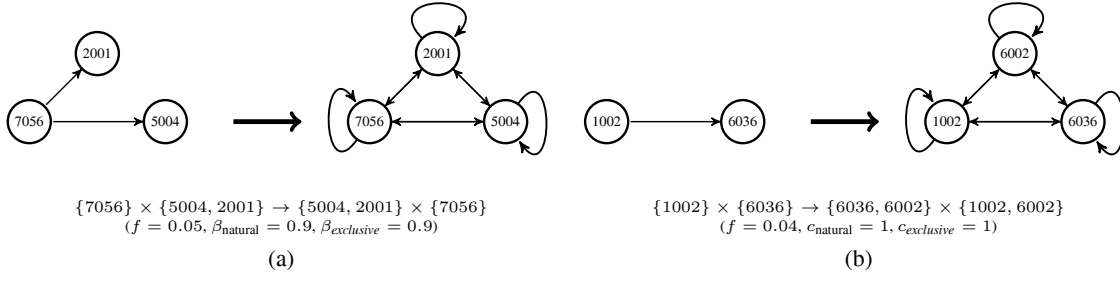 2001
7056
5004
2001
7056
5004
{7056} × {5004, 2001} → {5004, 2001} × {7056}
(f = 0.05, β_natural = 0.9, β_exclusive = 0.9)
(a)
1002
6036
6002
1002
6036
{1002} × {6036} → {6036, 6002} × {1002, 6002}
(f = 0.04, c_natural = 1, c_exclusive = 1)
(b)